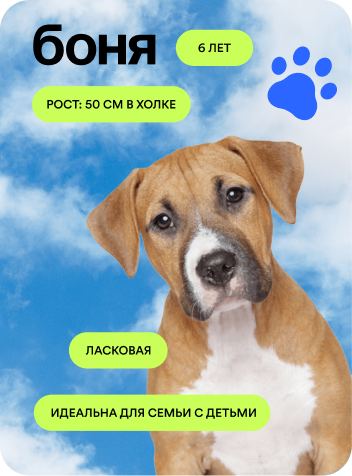 боня
6 ЛЕТ
РОСТ: 50 СМ В ХОЛКЕ
ЛАСКОВАЯ
ИДЕАЛЬНА ДЛЯ СЕМЬИ С ДЕТЬМИ